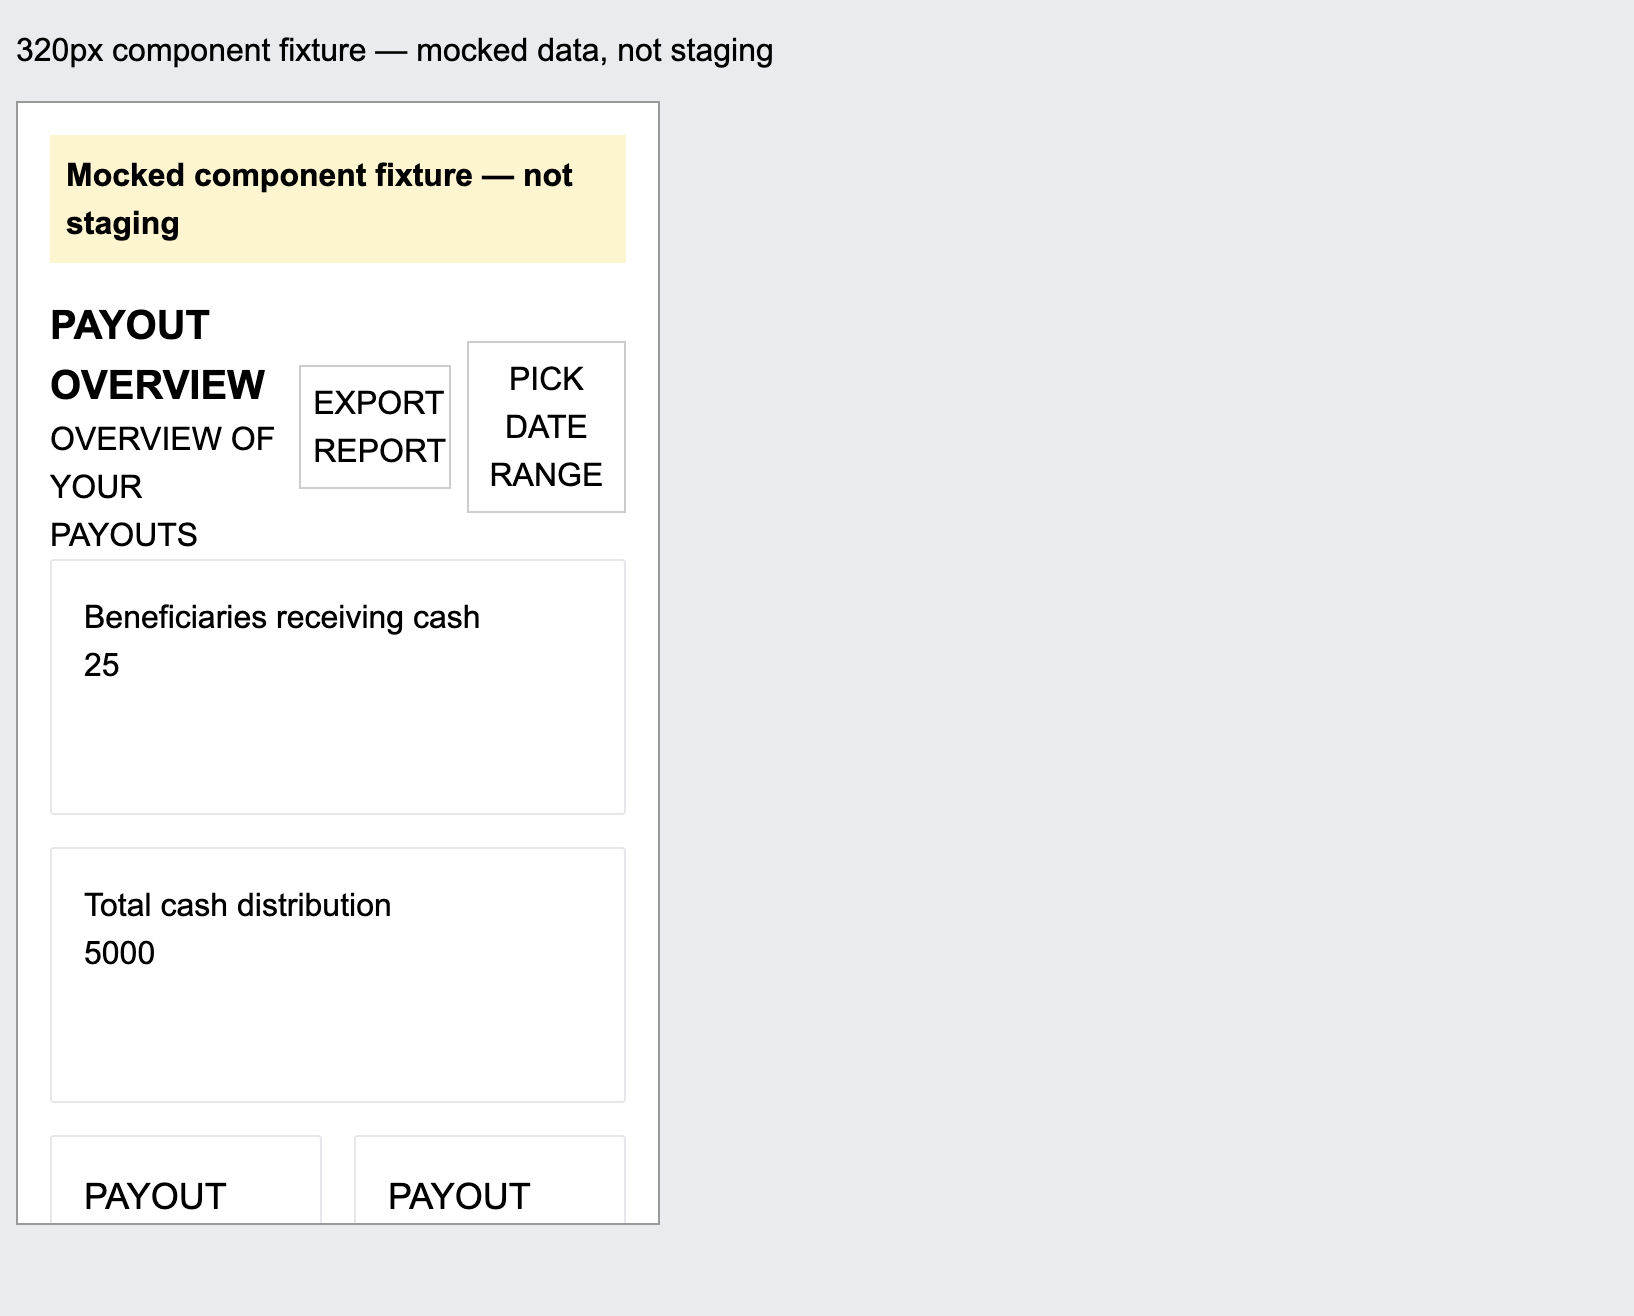 320px component fixture — mocked data, not staging
Mocked component fixture — not
staging
PAYOUT
OVERVIEW
OVERVIEW OF
YOUR
PAYOUTS
EXPORT
REPORT
PICK
DATE
RANGE
Beneficiaries receiving cash
25
Total cash distribution
5000
PAYOUT
PAYOUT